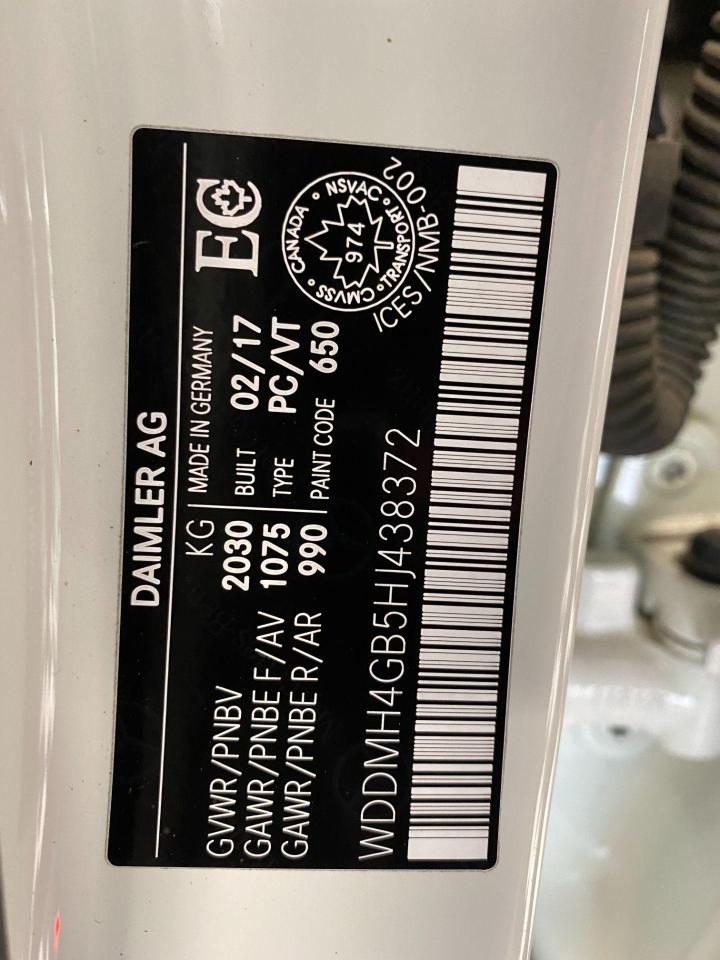 DAIMLER AG
KG
MADE IN GERMANY
GVWR/PNBV 2030
BUILT 02/17
GAWR/PNBE F/AV 1075
TYPE PC/VT
GAWR/PNBE R/AR 990
PAINT CODE 650
EC
CANADA • NSVAC • TRANSPORT • CMVSS •
974
ICES/NMB-002
WDDMH4GB5HJ438372